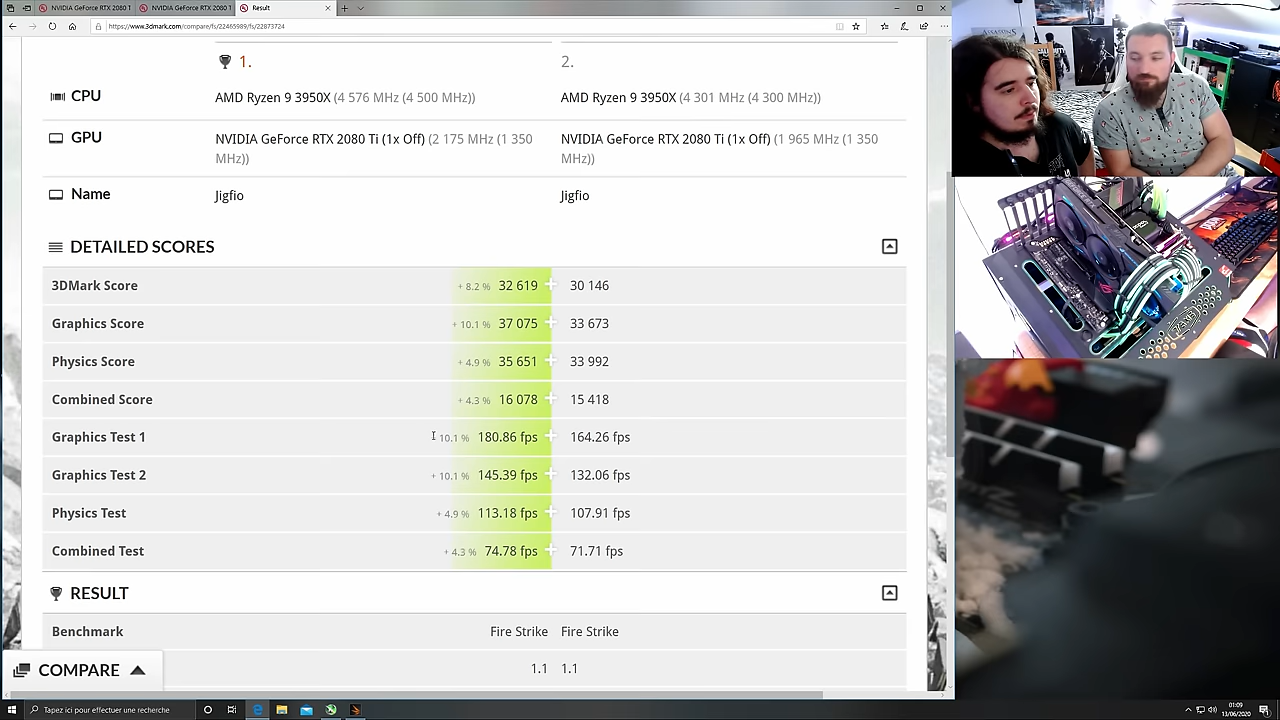 NVIDIA GeForce RTX 2080 T
NVIDIA GeForce RTX 2080 T
Result
https://www.3dmark.com/compare/fs/22465989/fs/22873724
1.
2.
CPU
AMD Ryzen 9 3950X (4 576 MHz (4 500 MHz))
AMD Ryzen 9 3950X (4 301 MHz (4 300 MHz))
GPU
NVIDIA GeForce RTX 2080 Ti (1x Off) (2 175 MHz (1 350 MHz))
NVIDIA GeForce RTX 2080 Ti (1x Off) (1 965 MHz (1 350 MHz))
Name
Jigfio
Jigfio
DETAILED SCORES
3DMark Score + 8.2 % 32 619 30 146
Graphics Score + 10.1 % 37 075 33 673
Physics Score + 4.9 % 35 651 33 992
Combined Score + 4.3 % 16 078 15 418
Graphics Test 1 10.1 % 180.86 fps 164.26 fps
Graphics Test 2 + 10.1 % 145.39 fps 132.06 fps
Physics Test + 4.9 % 113.18 fps 107.91 fps
Combined Test + 4.3 % 74.78 fps 71.71 fps
RESULT
Benchmark Fire Strike Fire Strike
1.1 1.1
COMPARE
Tapez ici pour effectuer une recherche
01:09
13/06/2020